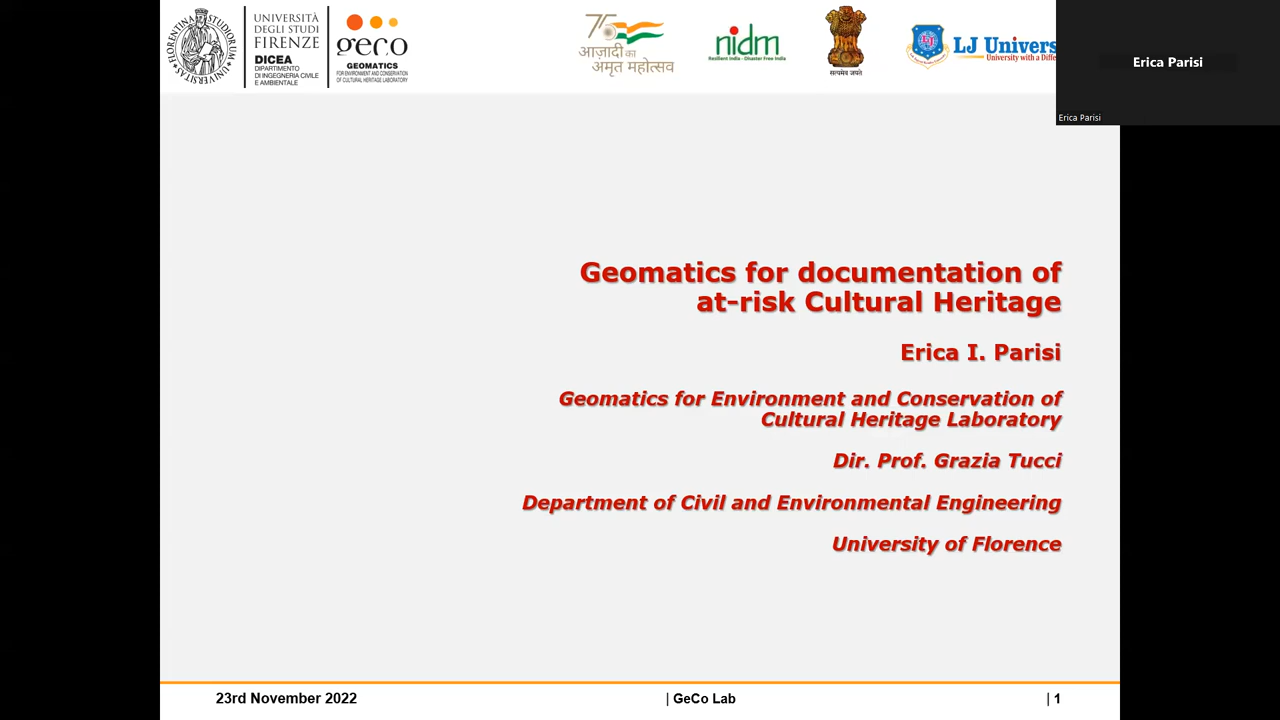 UNIVERSITÀ
DEGLI STUDI
FIRENZE
DICEA
DIPARTIMENTO
DI INGEGNERIA CIVILE
E AMBIENTALE
geco
GEOMATICS
FOR ENVIRONMENT AND CONSERVATION
OF CULTURAL HERITAGE LABORATORY
75
आज़ादी का
अमृत महोत्सव
nidm
Resilient India - Disaster Free India
सत्यमेव जयते
LJ Univers
University with a Diffe
Erica Parisi
Erica Parisi
Geomatics for documentation of
at-risk Cultural Heritage
Erica I. Parisi
Geomatics for Environment and Conservation of
Cultural Heritage Laboratory
Dir. Prof. Grazia Tucci
Department of Civil and Environmental Engineering
University of Florence
23rd November 2022
| GeCo Lab
| 1